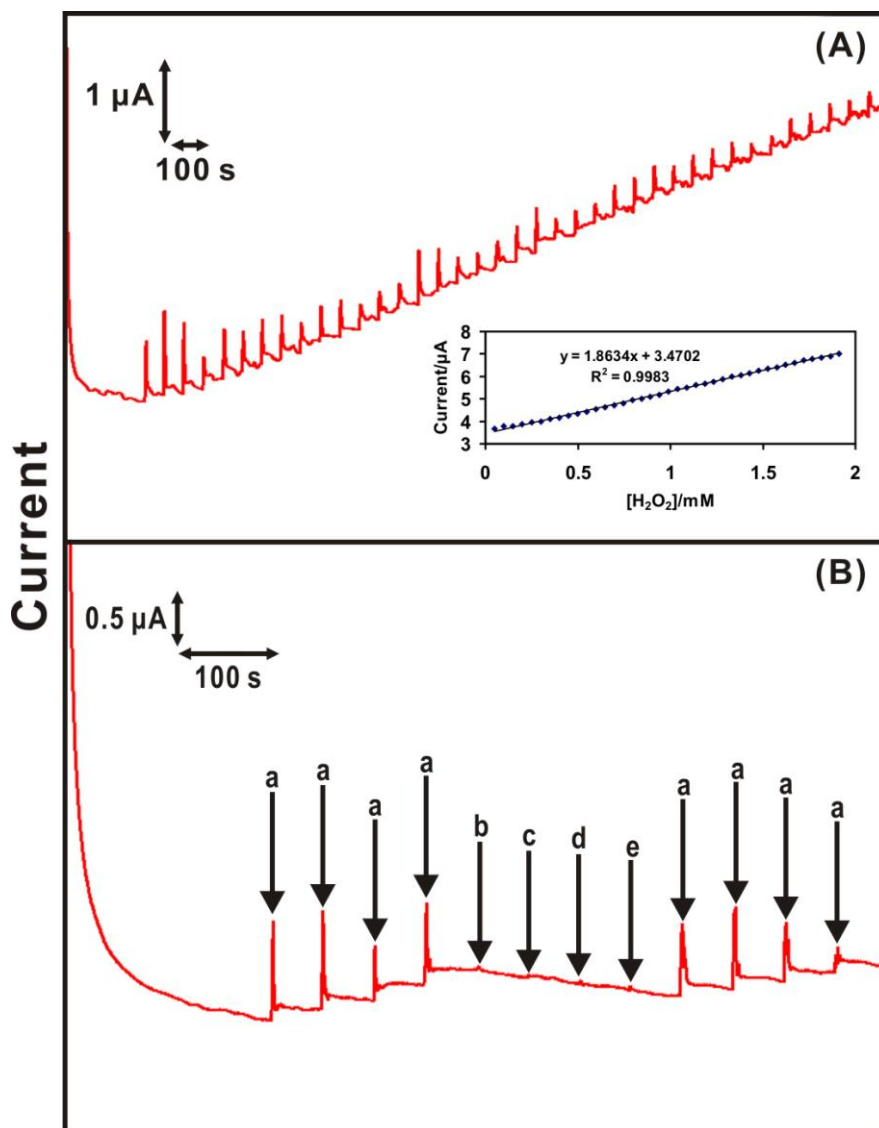 (A)
1 µA
100 s
8
7
6
5
4
3
Current/µA
y = 1.8634x + 3.4702
R² = 0.9983
0
0.5
1
1.5
2
[H₂O₂]/mM
Current
(B)
0.5 µA
100 s
a
a
a
a
b
c
d
e
a
a
a
a